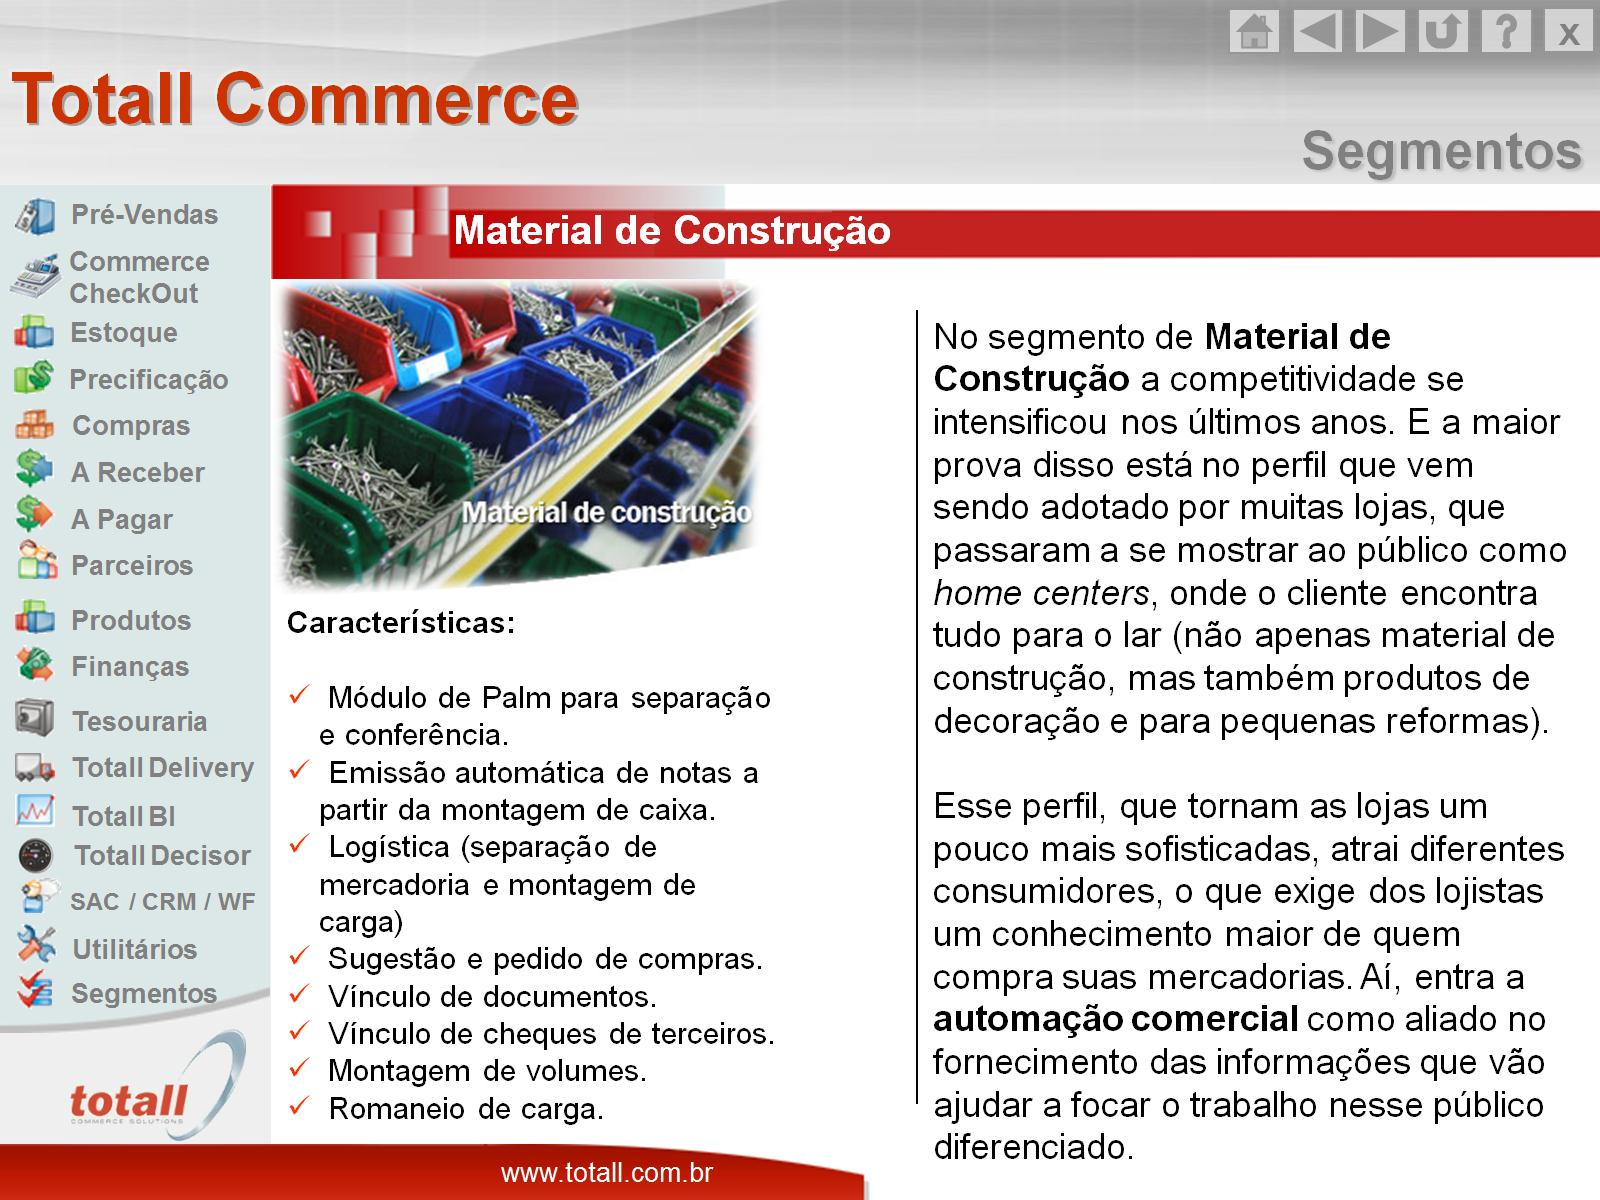 x
Totall Commerce
Segmentos
Pré-Vendas
Commerce
CheckOut
Estoque
Precificação
Compras
A Receber
A Pagar
Parceiros
Produtos
Finanças
Tesouraria
Totall Delivery
Totall BI
Totall Decisor
SAC / CRM / WF
Utilitários
Segmentos
totall
COMMERCE SOLUTIONS
Material de Construção
Material de construção
Características:
Módulo de Palm para separação
e conferência.
Emissão automática de notas a
partir da montagem de caixa.
Logística (separação de
mercadoria e montagem de
carga)
Sugestão e pedido de compras.
Vínculo de documentos.
Vínculo de cheques de terceiros.
Montagem de volumes.
Romaneio de carga.
No segmento de Material de
Construção a competitividade se
intensificou nos últimos anos. E a maior
prova disso está no perfil que vem
sendo adotado por muitas lojas, que
passaram a se mostrar ao público como
home centers, onde o cliente encontra
tudo para o lar (não apenas material de
construção, mas também produtos de
decoração e para pequenas reformas).
Esse perfil, que tornam as lojas um
pouco mais sofisticadas, atrai diferentes
consumidores, o que exige dos lojistas
um conhecimento maior de quem
compra suas mercadorias. Aí, entra a
automação comercial como aliado no
fornecimento das informações que vão
ajudar a focar o trabalho nesse público
diferenciado.
www.totall.com.br